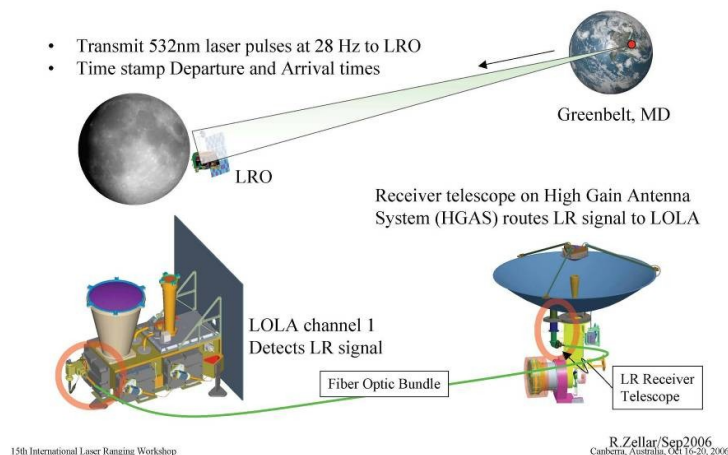 • Transmit 532nm laser pulses at 28 Hz to LRO
• Time stamp Departure and Arrival times
Greenbelt, MD
LRO
Receiver telescope on High Gain Antenna
System (HGAS) routes LR signal to LOLA
LOLA channel 1
Detects LR signal
Fiber Optic Bundle
LR Receiver
Telescope
R.Zellar/Sep2006
15th International Laser Ranging Workshop
Canberra, Australia, Oct 16-20, 2006